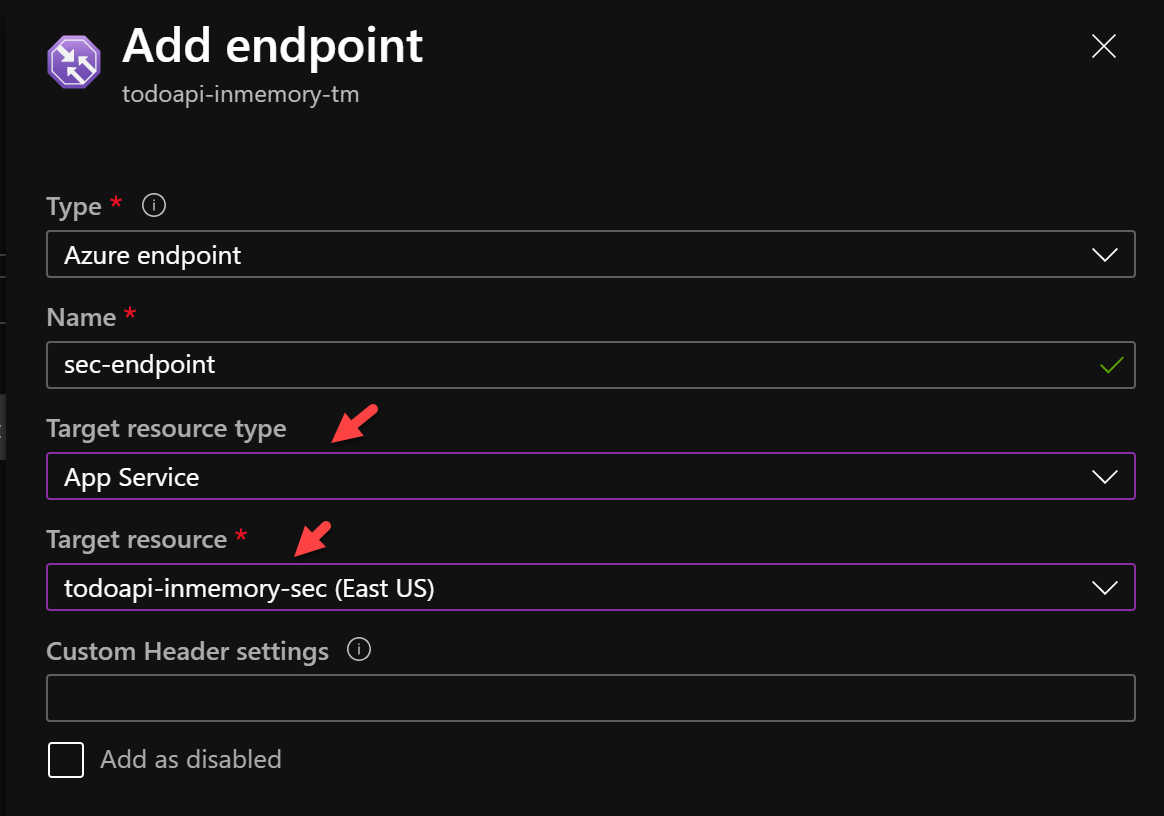 Add endpoint
todoapi-inmemory-tm
Type *
Azure endpoint
Name *
sec-endpoint
Target resource type
App Service
Target resource *
todoapi-inmemory-sec (East US)
Custom Header settings
Add as disabled